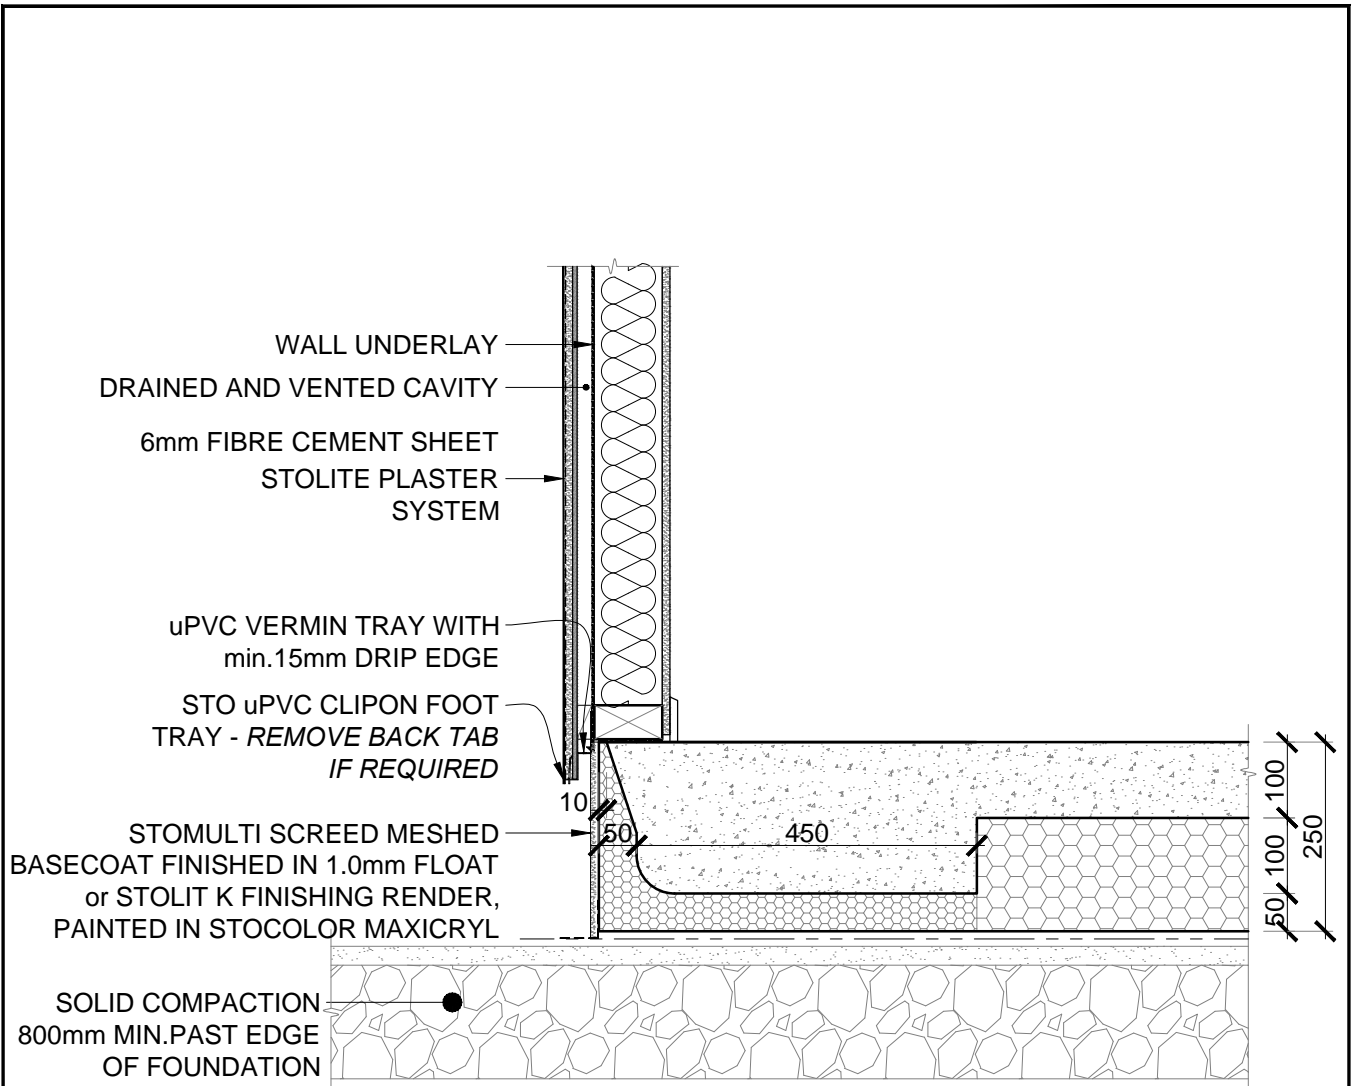 WALL UNDERLAY
DRAINED AND VENTED CAVITY
6mm FIBRE CEMENT SHEET
STOLITE PLASTER
SYSTEM
uPVC VERMIN TRAY WITH
min.15mm DRIP EDGE
STO uPVC CLIPON FOOT
TRAY - REMOVE BACK TAB
IF REQUIRED
10
50
450
100
100
50
250
STOMULTI SCREED MESHED
BASECOAT FINISHED IN 1.0mm FLOAT
or STOLIT K FINISHING RENDER,
PAINTED IN STOCOLOR MAXICRYL
SOLID COMPACTION
800mm MIN.PAST EDGE
OF FOUNDATION